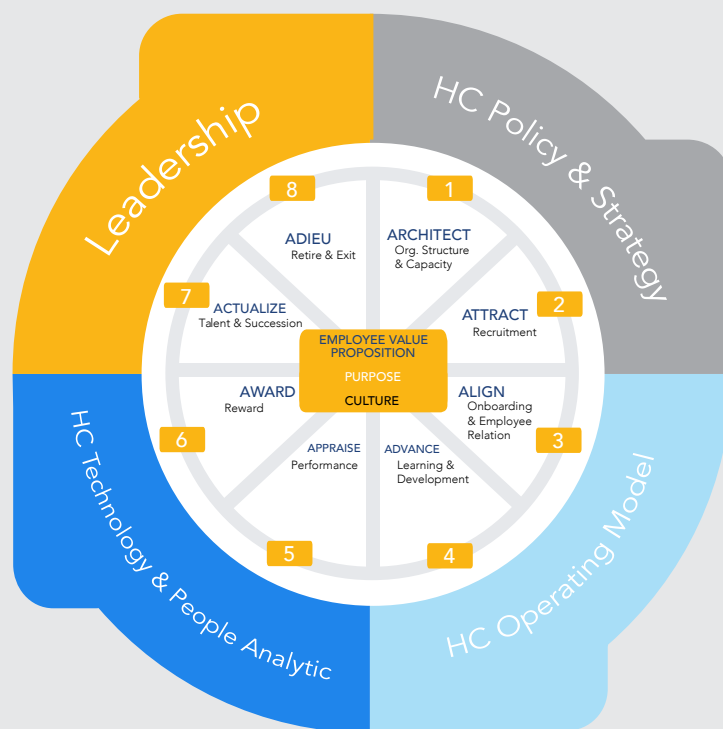 Leadership
HC Policy & Strategy
HC Operating Model
HC Technology & People Analytic
1
ARCHITECT
Org. Structure
& Capacity
2
ATTRACT
Recruitment
3
ALIGN
Onboarding
& Employee
Relation
4
ADVANCE
Learning &
Development
5
APPRAISE
Performance
6
AWARD
Reward
7
ACTUALIZE
Talent & Succession
8
ADIEU
Retire & Exit
EMPLOYEE VALUE
PROPOSITION
PURPOSE
CULTURE